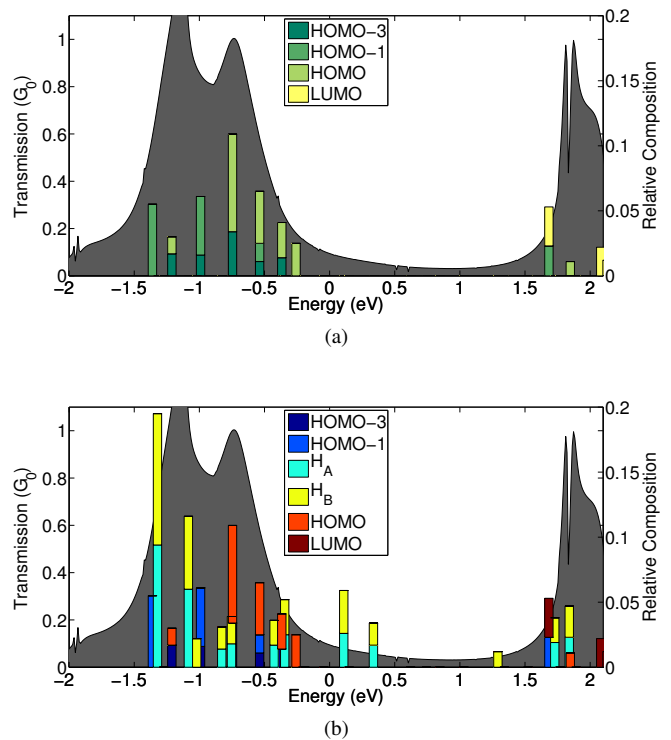 HOMO-3
HOMO-1
HOMO
LUMO
Transmission (G₀)
1
0.8
0.6
0.4
0.2
0
0.2
0.15
0.1
0.05
0
Relative Composition
−2 −1.5 −1 −0.5 0 0.5 1 1.5 2
Energy (eV)
(a)
HOMO-3
HOMO-1
H_A
H_B
HOMO
LUMO
Transmission (G₀)
1
0.8
0.6
0.4
0.2
0
0.2
0.15
0.1
0.05
0
Relative Composition
−2 −1.5 −1 −0.5 0 0.5 1 1.5 2
Energy (eV)
(b)